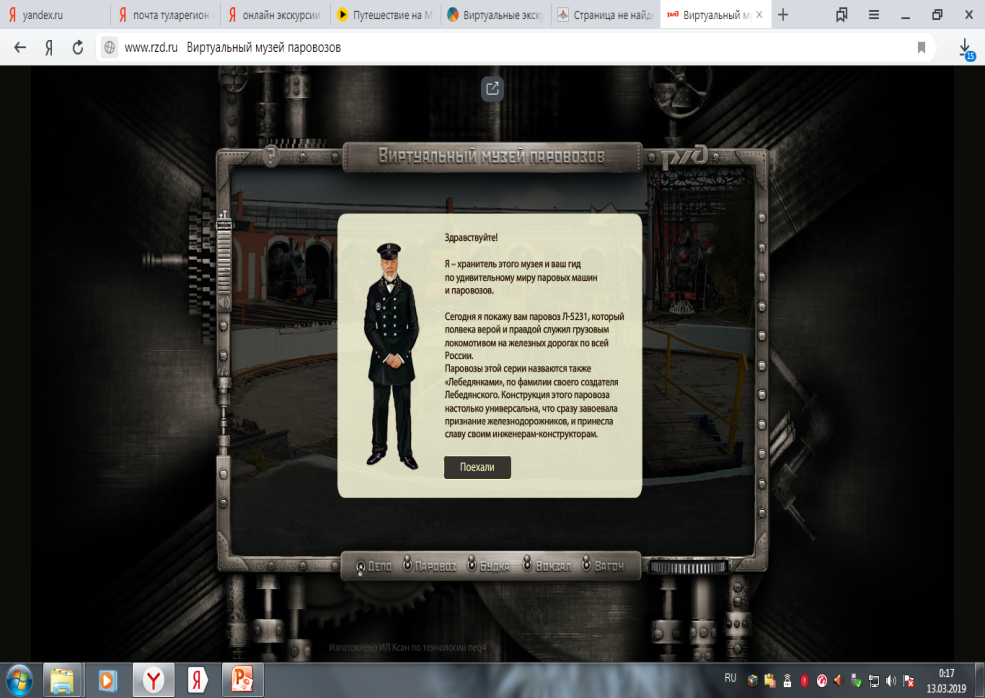 yandex.ru
почта туларегион
онлайн экскурсии
Путешествие на М
Виртуальные экск
Страница не найд
Виртуальный м
www.rzd.ru Виртуальный музей паровозов
15
Виртуальный музей паровозов
Здравствуйте!
Я – хранитель этого музея и ваш гид
по удивительному миру паровых машин
и паровозов.
Сегодня я покажу вам паровоз Л-5231, который
полвека верой и правдой служил грузовым
локомотивом на железных дорогах по всей
России.
Паровозы этой серии назваются также
«Лебедянками», по фамилии своего создателя
Лебедянского. Конструкция этого паровоза
настолько универсальна, что сразу завоевала
признание железнодорожников, и принесла
славу своим инженерам-конструкторам.
Поехали
Депо Паровоз Будка Вокзал Вагон
Изготовлено ИЛ Ксан по технологии peq4
RU
0:17
13.03.2019